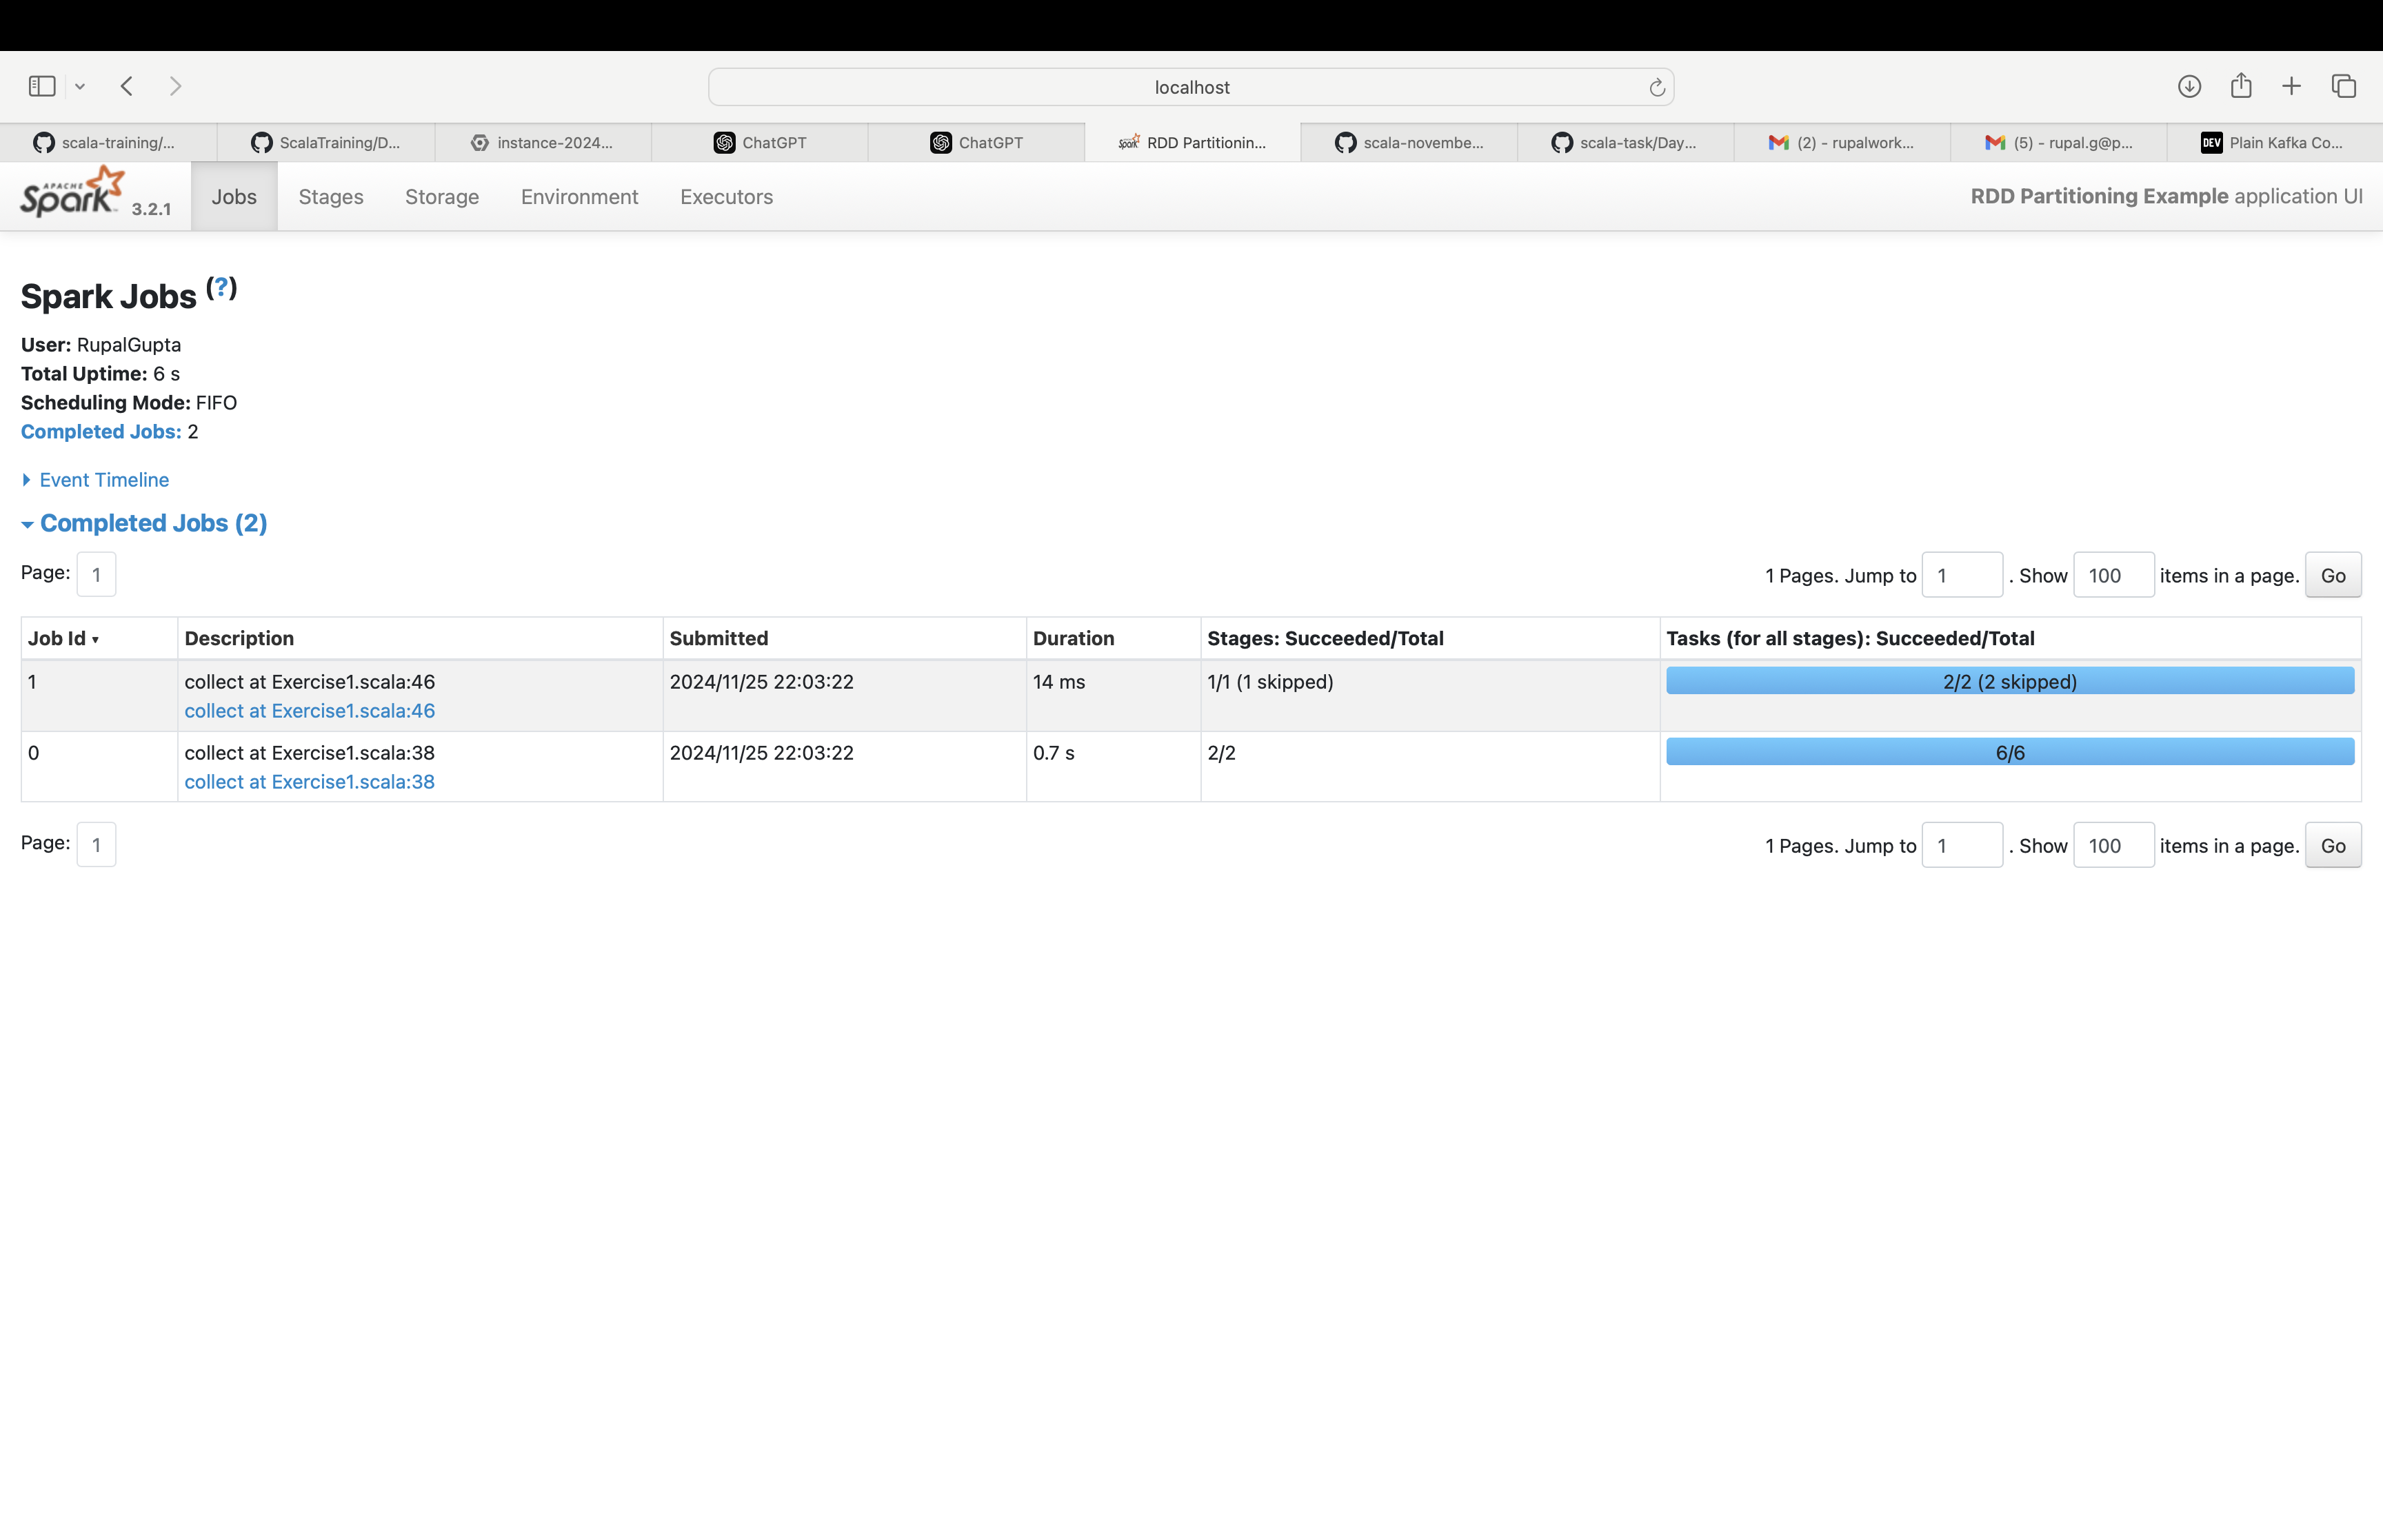 localhost
scala-training/...
ScalaTraining/D...
instance-2024...
ChatGPT
ChatGPT
RDD Partitionin...
scala-novembe...
scala-task/Day...
(2) - rupalwork...
(5) - rupal.g@p...
DEV Plain Kafka Co...
APACHE Spark 3.2.1
Jobs Stages Storage Environment Executors
RDD Partitioning Example application UI
Spark Jobs (?)
User: RupalGupta
Total Uptime: 6 s
Scheduling Mode: FIFO
Completed Jobs: 2
Event Timeline
Completed Jobs (2)
Page: 1
1 Pages. Jump to 1 . Show 100 items in a page. Go
Job Id ▾ Description Submitted Duration Stages: Succeeded/Total Tasks (for all stages): Succeeded/Total
1 collect at Exercise1.scala:46 2024/11/25 22:03:22 14 ms 1/1 (1 skipped) 2/2 (2 skipped)
collect at Exercise1.scala:46
0 collect at Exercise1.scala:38 2024/11/25 22:03:22 0.7 s 2/2 6/6
collect at Exercise1.scala:38
Page: 1
1 Pages. Jump to 1 . Show 100 items in a page. Go